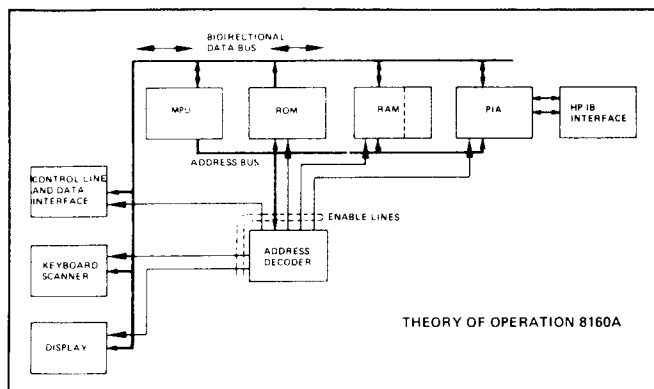 BIDIRECTIONAL
DATA BUS
MPU
ROM
RAM
PIA
HP IB
INTERFACE
ADDRESS BUS
CONTROL LINE
AND DATA
INTERFACE
ENABLE LINES
KEYBOARD
SCANNER
ADDRESS
DECODER
THEORY OF OPERATION 8160A
DISPLAY